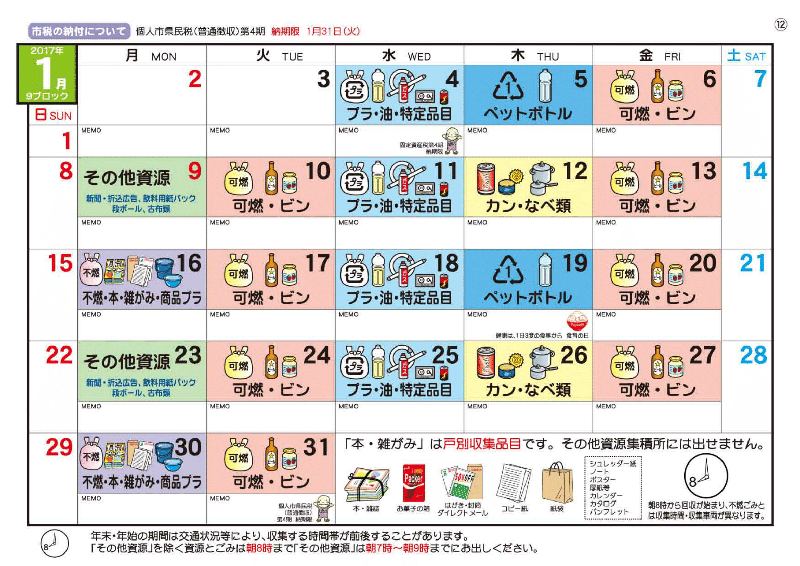 市税の納付について 個人市県民税(普通徴収)第4期 納期限 1月31日(火)
⑫
2017年
1月
9ブロック
日 SUN
月 MON
火 TUE
水 WED
木 THU
金 FRI
土 SAT
1
MEMO
2
MEMO
3
MEMO
4
プラ・油・特定品目
MEMO
固定資産税第4期
納期限
5
ペットボトル
MEMO
6
可燃・ビン
MEMO
7
8
9
その他資源
新聞・折込広告、飲料用紙パック
段ボール、古布類
MEMO
10
可燃
可燃・ビン
MEMO
11
プラ
プラ・油・特定品目
MEMO
12
カン・なべ類
MEMO
13
可燃
可燃・ビン
MEMO
14
15
16
不燃
不燃・本・雑がみ・商品プラ
MEMO
17
可燃
可燃・ビン
MEMO
18
プラ
プラ・油・特定品目
MEMO
19
1
ペットボトル
MEMO
20
可燃
可燃・ビン
MEMO
21
22
23
その他資源
新聞・折込広告、飲料用紙パック
段ボール、古布類
MEMO
24
可燃
可燃・ビン
MEMO
25
プラ
プラ・油・特定品目
MEMO
26
カン・なべ類
MEMO
27
可燃
可燃・ビン
MEMO
28
29
30
不燃
不燃・本・雑がみ・商品プラ
MEMO
31
可燃
可燃・ビン
MEMO
個人市県民税
(普通徴収)
第4期 納期限
「本・雑がみ」は戸別収集品目です。その他資源集積所には出せません。
本・雑誌
お菓子の箱
はがき・封筒
ダイレクトメール
コピー紙
紙袋
シュレッダー紙
ノート
ポスター
厚紙等
カレンダー
カタログ
パンフレット
8
朝8時から回収が始まり、不燃ごみと
は収集時間・収集車両が異なります。
8
年末・年始の期間は交通状況等により、収集する時間帯が前後することがあります。
「その他資源」を除く資源とごみは朝8時まで「その他資源」は朝7時〜朝9時までにお出しください。